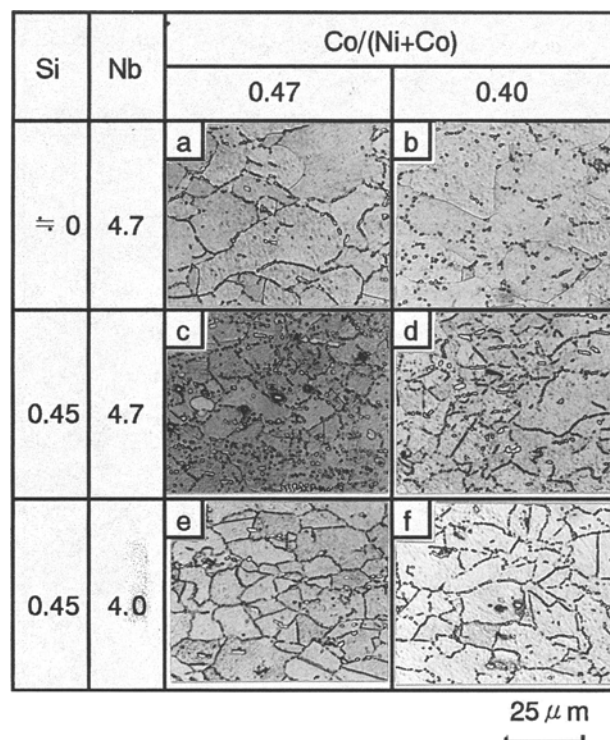 Si Nb Co/(Ni+Co)
0.47 0.40
≒ 0 4.7 a b
0.45 4.7 c d
0.45 4.0 e f
25 μm